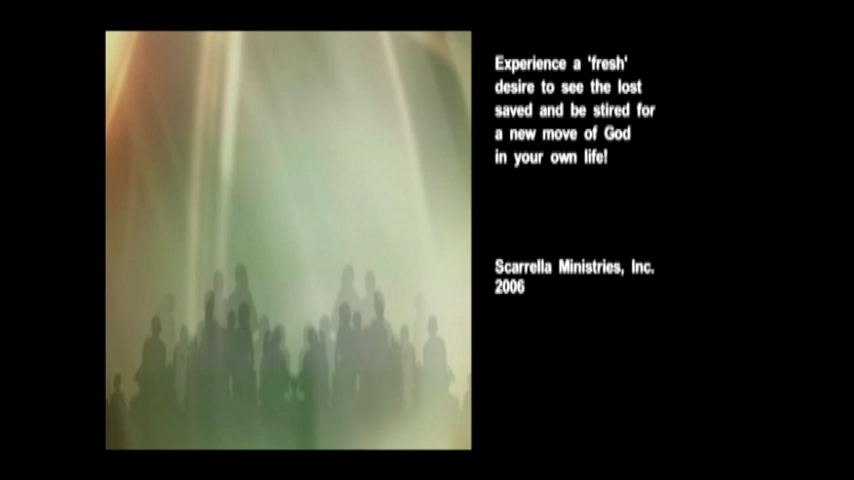 Experience a 'fresh'
desire to see the lost
saved and be stired for
a new move of God
in your own life!
Scarrella Ministries, Inc.
2006